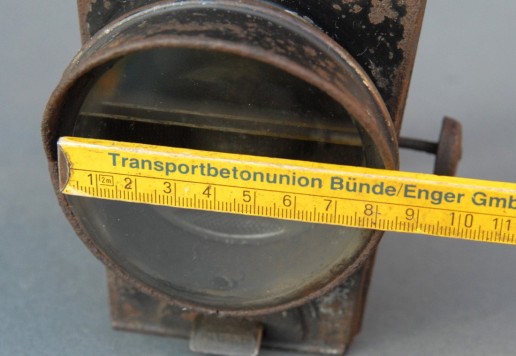 Transportbetonunion Bünde/Enger Gmb
1 2m 2 3 4 5 6 7 8 9 10 11